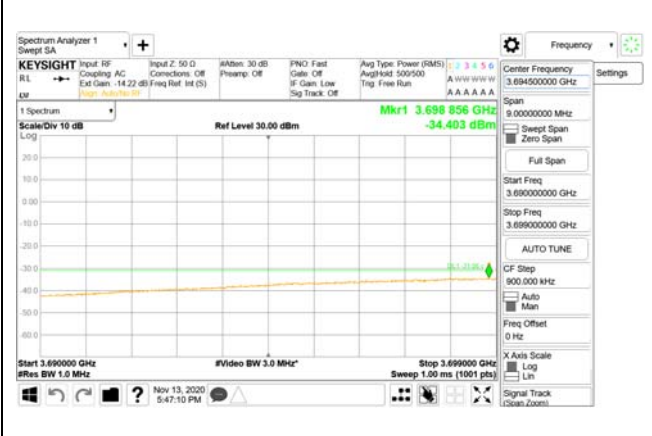 Spectrum Analyzer 1
Swept SA
+
Frequency
KEYSIGHT
RL
Input: RF
Coupling: AC
Ext Gain: -14.22 dB
Align: Auto/No RF
Input Z: 50 Ω
Corrections: Off
Freq Ref: Int (S)
#Atten: 30 dB
Preamp: Off
PNO: Fast
Gate: Off
IF Gain: Low
Sig Track: Off
Avg Type: Power (RMS)
Avg|Hold: 500/500
Trig: Free Run
1 2 3 4 5 6
A W W W W W
A A A A A A
1 Spectrum
Scale/Div 10 dB
Log
Ref Level 30.00 dBm
Mkr1 3.698 856 GHz
-34.403 dBm
20.0
10.0
0.00
-10.0
-20.0
-30.0
-40.0
-50.0
-60.0
Start 3.690000 GHz
#Res BW 1.0 MHz
#Video BW 3.0 MHz*
Stop 3.699000 GHz
Sweep 1.00 ms (1001 pts)
?
Nov 13, 2020
5:47:10 PM
Center Frequency
3.694500000 GHz
Settings
Span
9.00000000 MHz
Swept Span
Zero Span
Full Span
Start Freq
3.690000000 GHz
Stop Freq
3.699000000 GHz
AUTO TUNE
CF Step
900.000 kHz
Auto
Man
Freq Offset
0 Hz
X Axis Scale
Log
Lin
Signal Track
(Span Zoom)